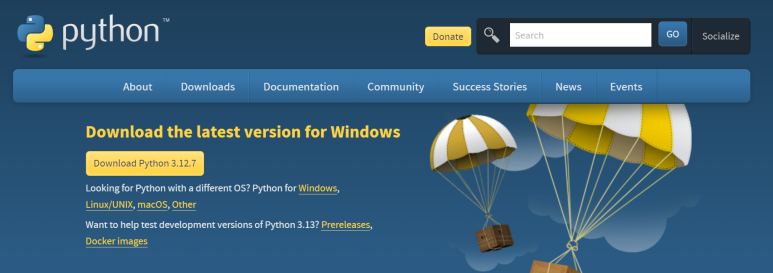 python™
Donate
Search
GO
Socialize
About Downloads Documentation Community Success Stories News Events
Download the latest version for Windows
Download Python 3.12.7
Looking for Python with a different OS? Python for Windows,
Linux/UNIX, macOS, Other
Want to help test development versions of Python 3.13? Prereleases,
Docker images